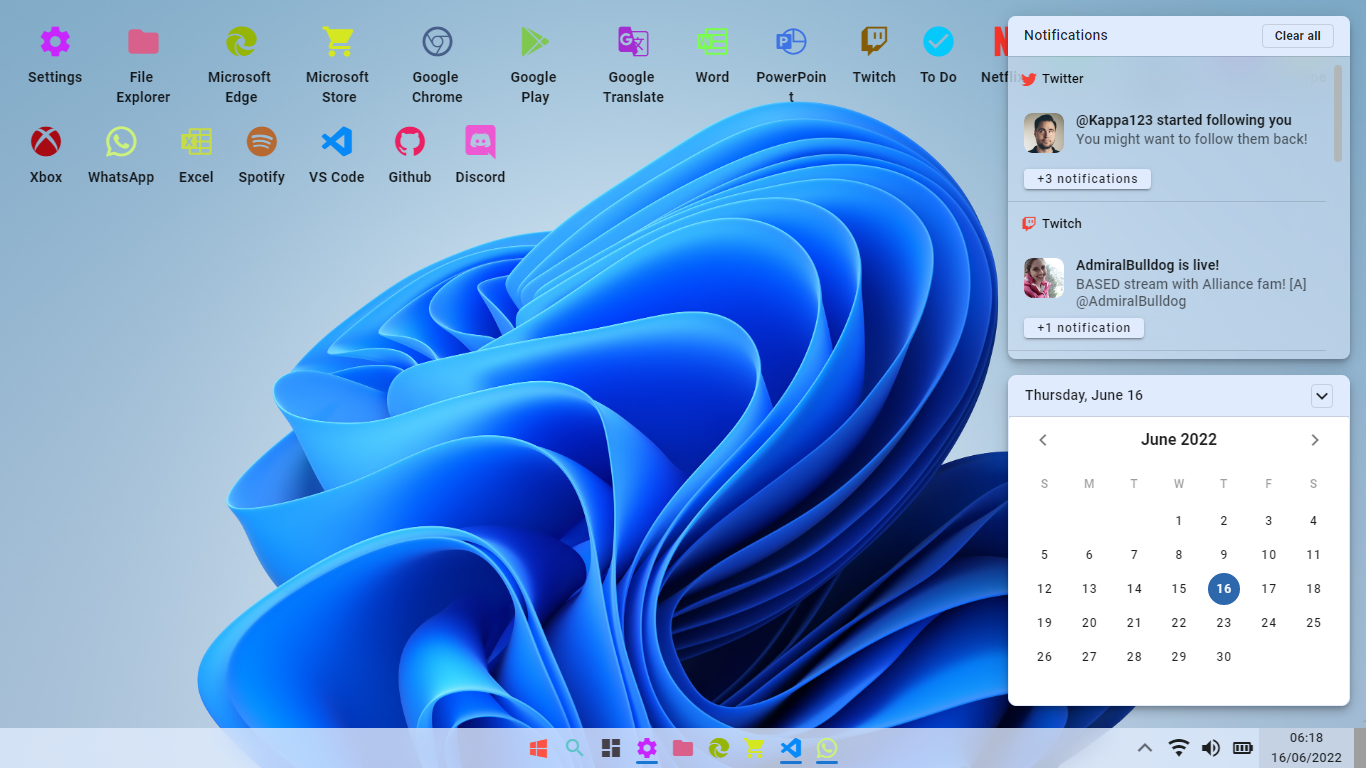 Settings
File
Explorer
Microsoft
Edge
Microsoft
Store
Google
Chrome
Google
Play
Google
Translate
Word
PowerPoin
t
Twitch
To Do
Xbox
WhatsApp
Excel
Spotify
VS Code
Github
Discord
Notifications
Clear all
Twitter
@Kappa123 started following you
You might want to follow them back!
+3 notifications
Twitch
AdmiralBulldog is live!
BASED stream with Alliance fam! [A]
@AdmiralBulldog
+1 notification
Thursday, June 16
June 2022
S M T W T F S
1 2 3 4
5 6 7 8 9 10 11
12 13 14 15 16 17 18
19 20 21 22 23 24 25
26 27 28 29 30
06:18
16/06/2022